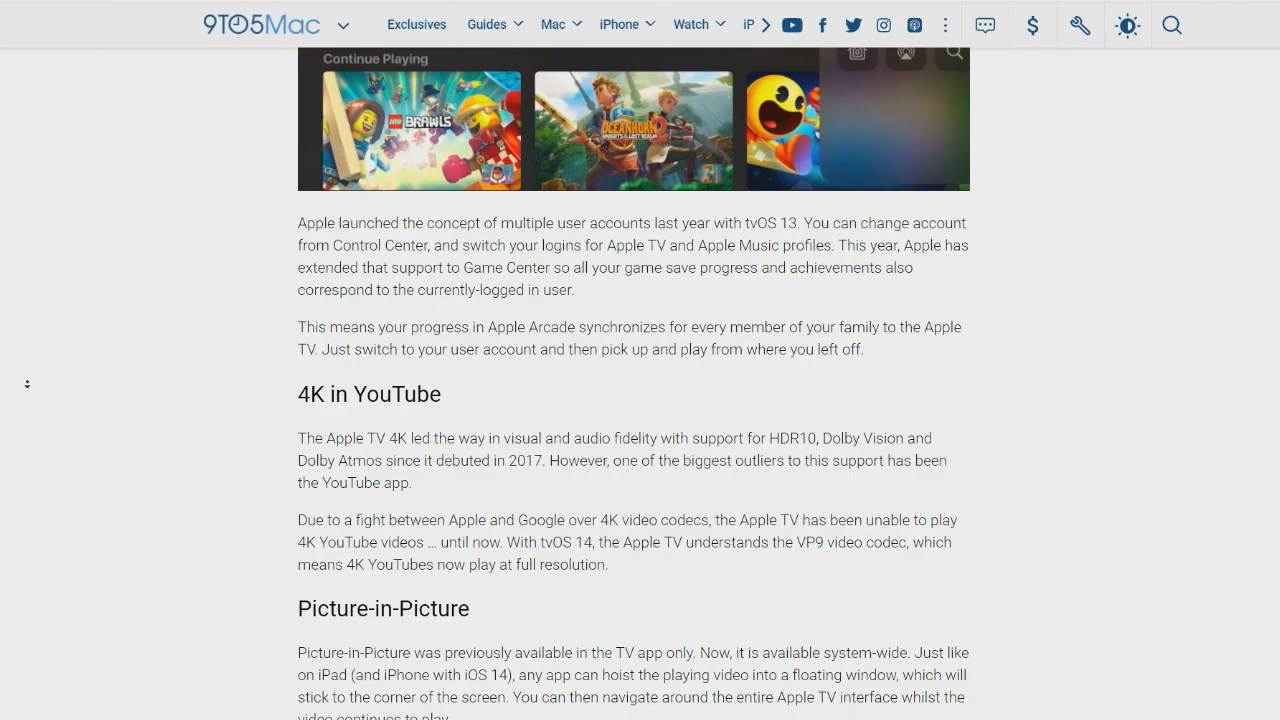 9TO5Mac
Exclusives Guides Mac iPhone Watch iP
Continue Playing
LEGO BRAWLS
OCEANHORN
KNIGHTS OF THE LOST REALM
Apple launched the concept of multiple user accounts last year with tvOS 13. You can change account
from Control Center, and switch your logins for Apple TV and Apple Music profiles. This year, Apple has
extended that support to Game Center so all your game save progress and achievements also
correspond to the currently-logged in user.
This means your progress in Apple Arcade synchronizes for every member of your family to the Apple
TV. Just switch to your user account and then pick up and play from where you left off.
4K in YouTube
The Apple TV 4K led the way in visual and audio fidelity with support for HDR10, Dolby Vision and
Dolby Atmos since it debuted in 2017. However, one of the biggest outliers to this support has been
the YouTube app.
Due to a fight between Apple and Google over 4K video codecs, the Apple TV has been unable to play
4K YouTube videos … until now. With tvOS 14, the Apple TV understands the VP9 video codec, which
means 4K YouTubes now play at full resolution.
Picture-in-Picture
Picture-in-Picture was previously available in the TV app only. Now, it is available system-wide. Just like
on iPad (and iPhone with iOS 14), any app can hoist the playing video into a floating window, which will
stick to the corner of the screen. You can then navigate around the entire Apple TV interface whilst the
video continues to play.